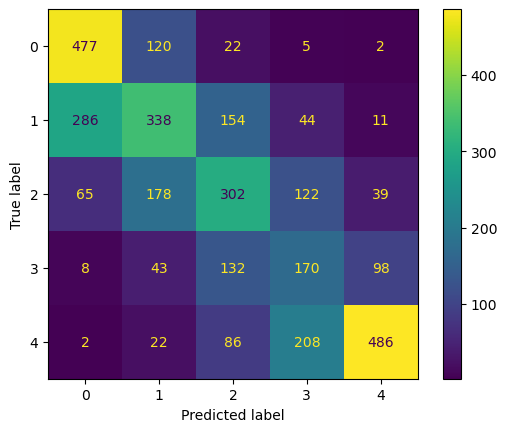 0 477 120 22 5 2
1 286 338 154 44 11
2 65 178 302 122 39
3 8 43 132 170 98
4 2 22 86 208 486
0 1 2 3 4
Predicted label
True label
400
300
200
100